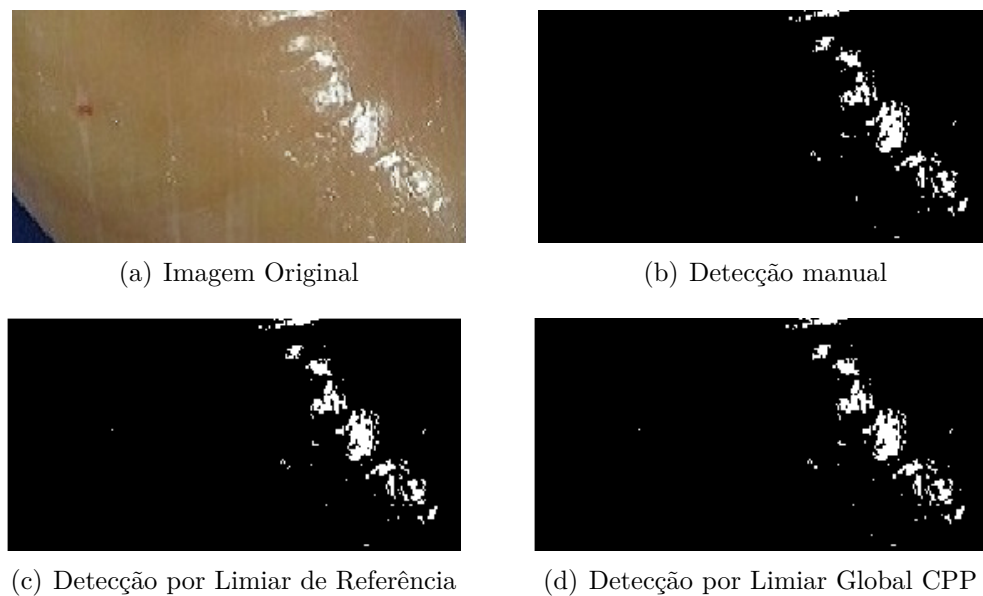 (a) Imagem Original
(b) Detecção manual
(c) Detecção por Limiar de Referência
(d) Detecção por Limiar Global CPP